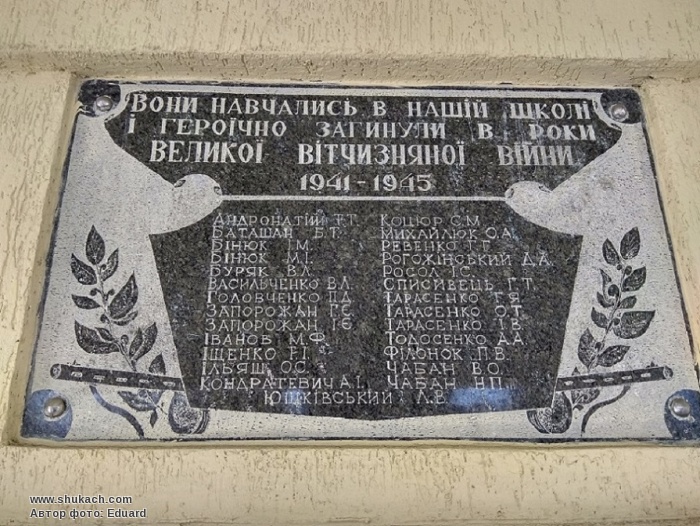 ВОНИ НАВЧАЛИСЬ В НАШІЙ ШКОЛІ
І ГЕРОЇЧНО ЗАГИНУЛИ В РОКИ
ВЕЛИКОЇ ВІТЧИЗНЯНОЇ ВІЙНИ
1941-1945
АНДРОНАТІЙ Т.Т.
БАТАШАН Б.Т.
БІНЮК І.М.
БІНЮК М.І.
БУРЯК В.Л.
ВАСИЛЬЧЕНКО В.Л.
ГОЛОВЧЕНКО П.Д.
ЗАПОРОЖАН Г.Є.
ЗАПОРОЖАН І.Є.
ІВАНОВ М.Ф.
ІЩЕНКО Р.І.
ІЛЬЯШ О.С.
КОНДРАТЕВИЧ А.І.
КОЦЮР С.М.
МИХАЙЛЮК О.А.
РЕВЕНКО Г.Г.
РОГОЖІНСЬКИЙ Д.А.
РОСОЛ І.С.
СПИСИВЕЦЬ Г.Т.
ТАРАСЕНКО Г.Я.
ТАРАСЕНКО О.Т.
ТАРАСЕНКО І.В.
ТОДОСЕНКО А.А.
ФІЛОНОК П.В.
ЧАБАН В.О.
ЧАБАН Н.П.
ЮЩКІВСЬКИЙ Л.В.
www.shukach.com
Автор фото: Eduard